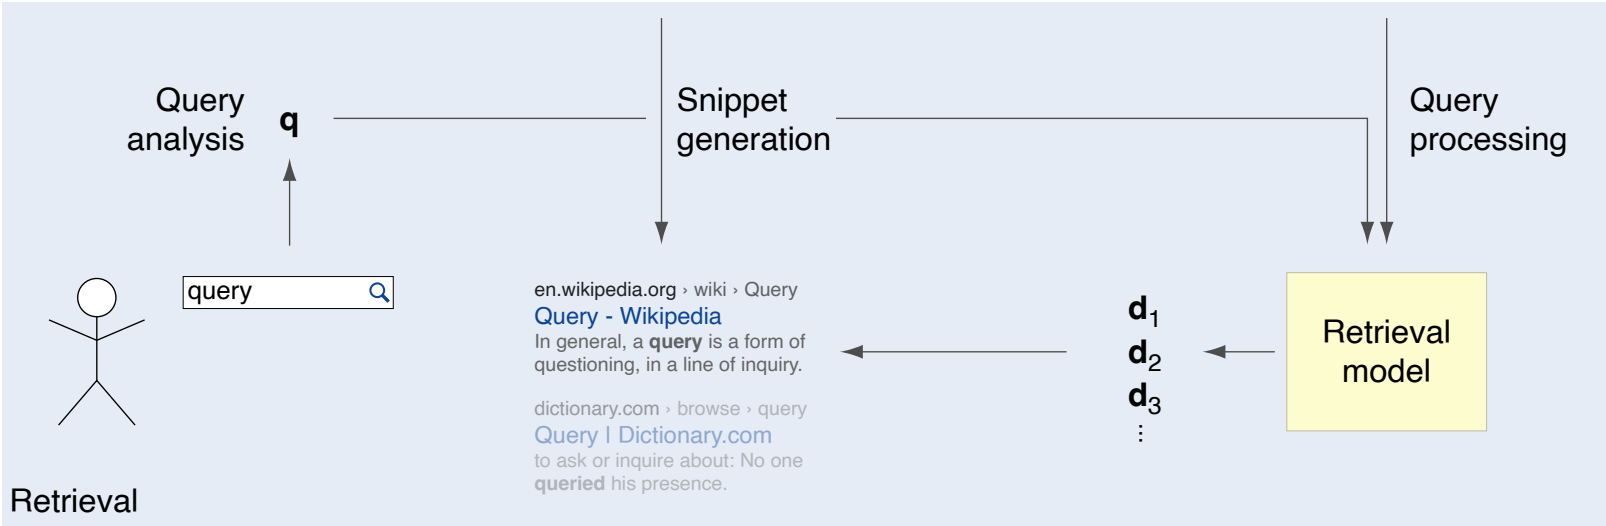 Query
analysis
q
Snippet
generation
Query
processing
query
en.wikipedia.org › wiki › Query
Query - Wikipedia
In general, a query is a form of
questioning, in a line of inquiry.
dictionary.com › browse › query
Query | Dictionary.com
to ask or inquire about: No one
queried his presence.
d1
d2
d3
⋮
Retrieval
model
Retrieval